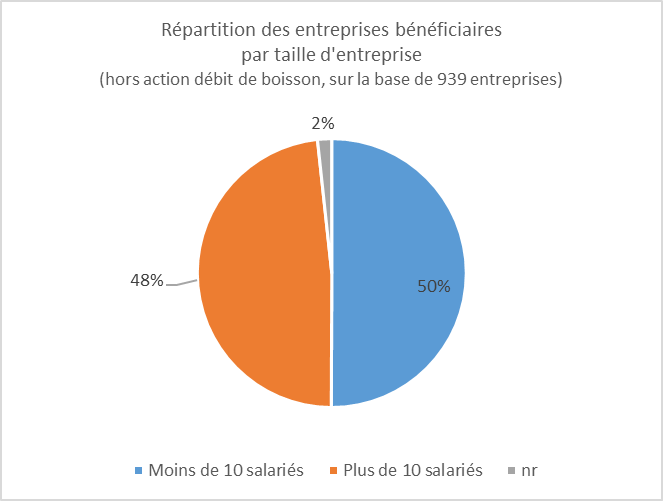 Répartition des entreprises bénéficiaires
par taille d'entreprise
(hors action débit de boisson, sur la base de 939 entreprises)
2%
48%
50%
Moins de 10 salariés Plus de 10 salariés nr